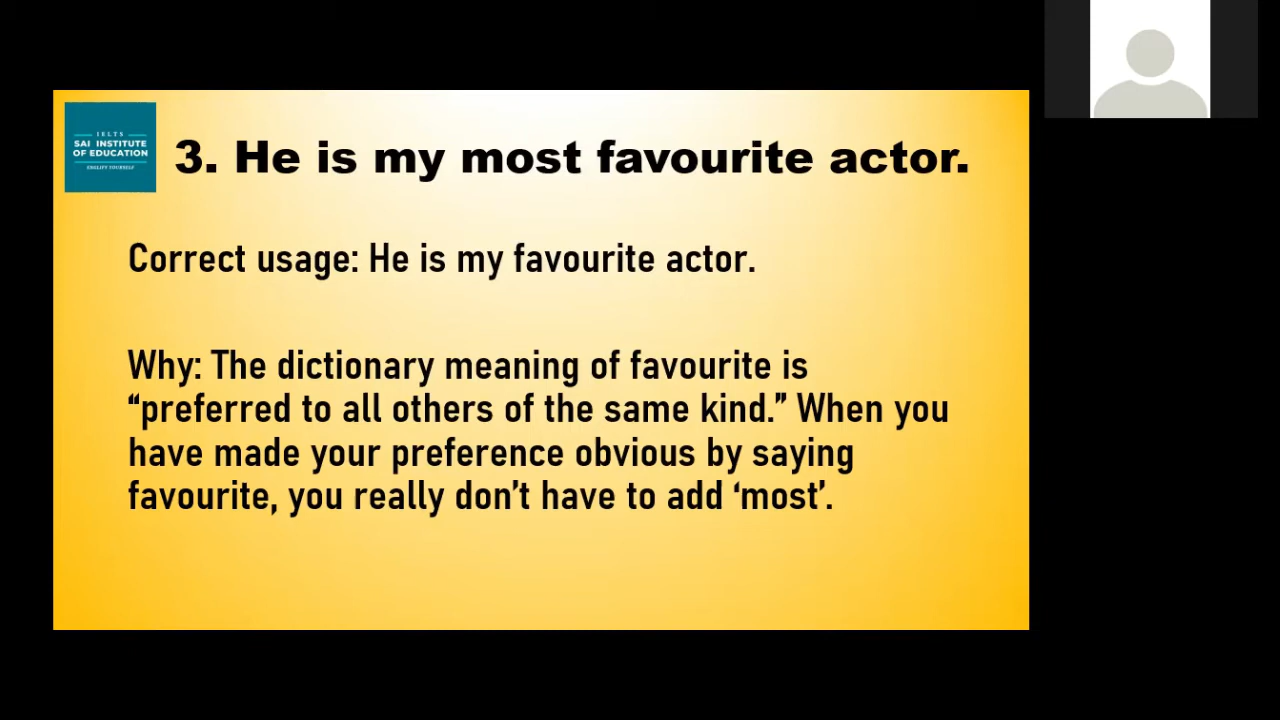 IELTS
SAI INSTITUTE
OF EDUCATION
ENGLIFY YOURSELF
3. He is my most favourite actor.
Correct usage: He is my favourite actor.
Why: The dictionary meaning of favourite is
“preferred to all others of the same kind.” When you
have made your preference obvious by saying
favourite, you really don’t have to add ‘most’.